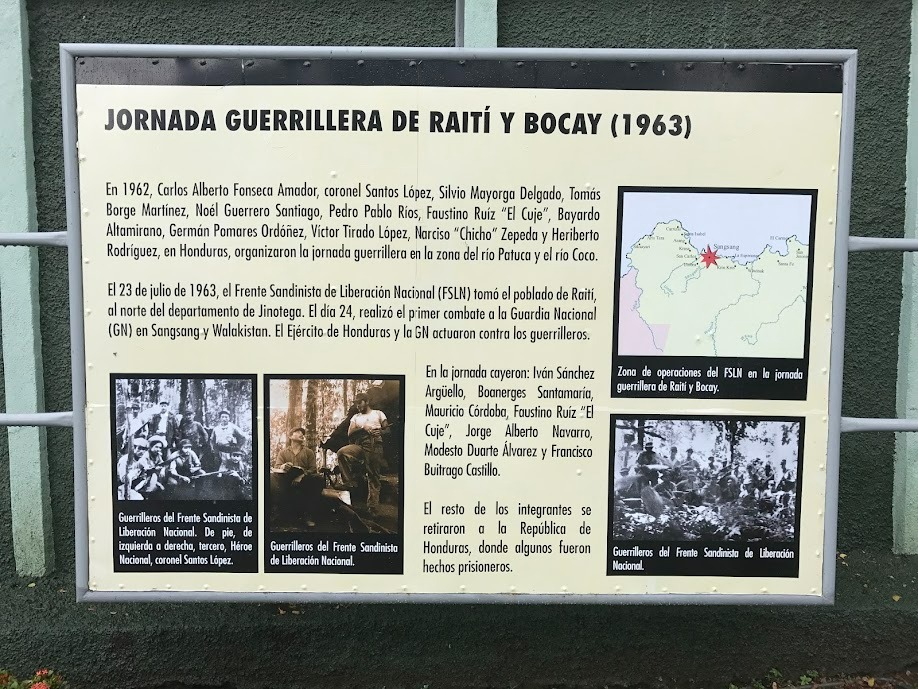 JORNADA GUERRILLERA DE RAITÍ Y BOCAY (1963)
En 1962, Carlos Alberto Fonseca Amador, coronel Santos López, Silvio Mayorga Delgado, Tomás
Borge Martínez, Noél Guerrero Santiago, Pedro Pablo Ríos, Faustino Ruíz "El Cuje", Bayardo
Altamirano, Germán Pomares Ordóñez, Víctor Tirado López, Narciso "Chicho" Zepeda y Heriberto
Rodríguez, en Honduras, organizaron la jornada guerrillera en la zona del río Patuca y el río Coco.
El 23 de julio de 1963, el Frente Sandinista de Liberación Nacional (FSLN) tomó el poblado de Raití,
al norte del departamento de Jinotega. El día 24, realizó el primer combate a la Guardia Nacional
(GN) en Sangsang y Walakistan. El Ejército de Honduras y la GN actuaron contra los guerrilleros.
En la jornada cayeron: Iván Sánchez
Argüello, Boanerges Santamaría,
Mauricio Córdoba, Faustino Ruíz "El
Cuje", Jorge Alberto Navarro,
Modesto Duarte Álvarez y Francisco
Buitrago Castillo.
El resto de los integrantes se
retiraron a la República de
Honduras, donde algunos fueron
hechos prisioneros.
Guerrilleros del Frente Sandinista de
Liberación Nacional. De pie, de
izquierda a derecha, tercero, Héroe
Nacional, coronel Santos López.
Guerrilleros del Frente Sandinista
de Liberación Nacional.
Sangsang
Zona de operaciones del FSLN en la jornada
guerrillera de Raití y Bocay.
Guerrilleros del Frente Sandinista de Liberación
Nacional.